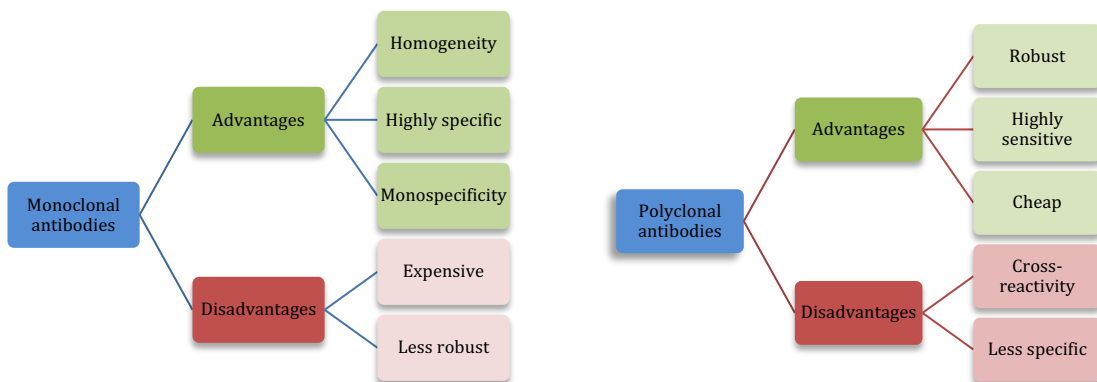 Monoclonal
antibodies
Advantages
Homogeneity
Highly specific
Monospecificity
Disadvantages
Expensive
Less robust
Polyclonal
antibodies
Advantages
Robust
Highly
sensitive
Cheap
Disadvantages
Cross-
reactivity
Less specific